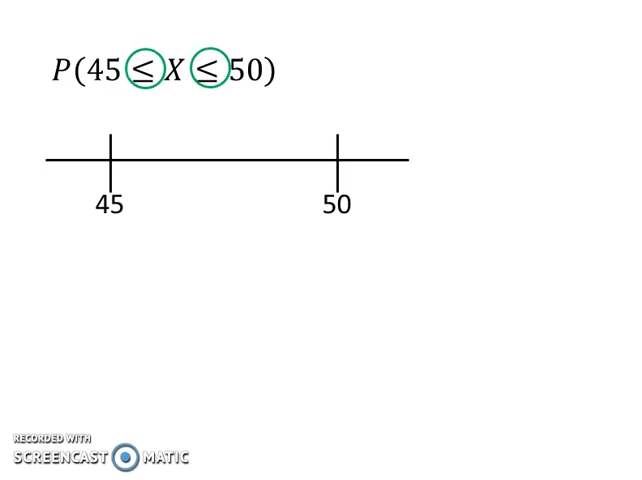 P(45 ≤ X ≤ 50)
45 50
RECORDED WITH
SCREENCAST MATIC